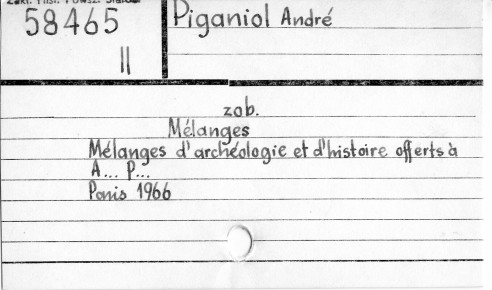 58465
II
Piganiol André
zob.
Mélanges
Mélanges d'archéologie et d'histoire offerts à
A... P...
Paris 1966